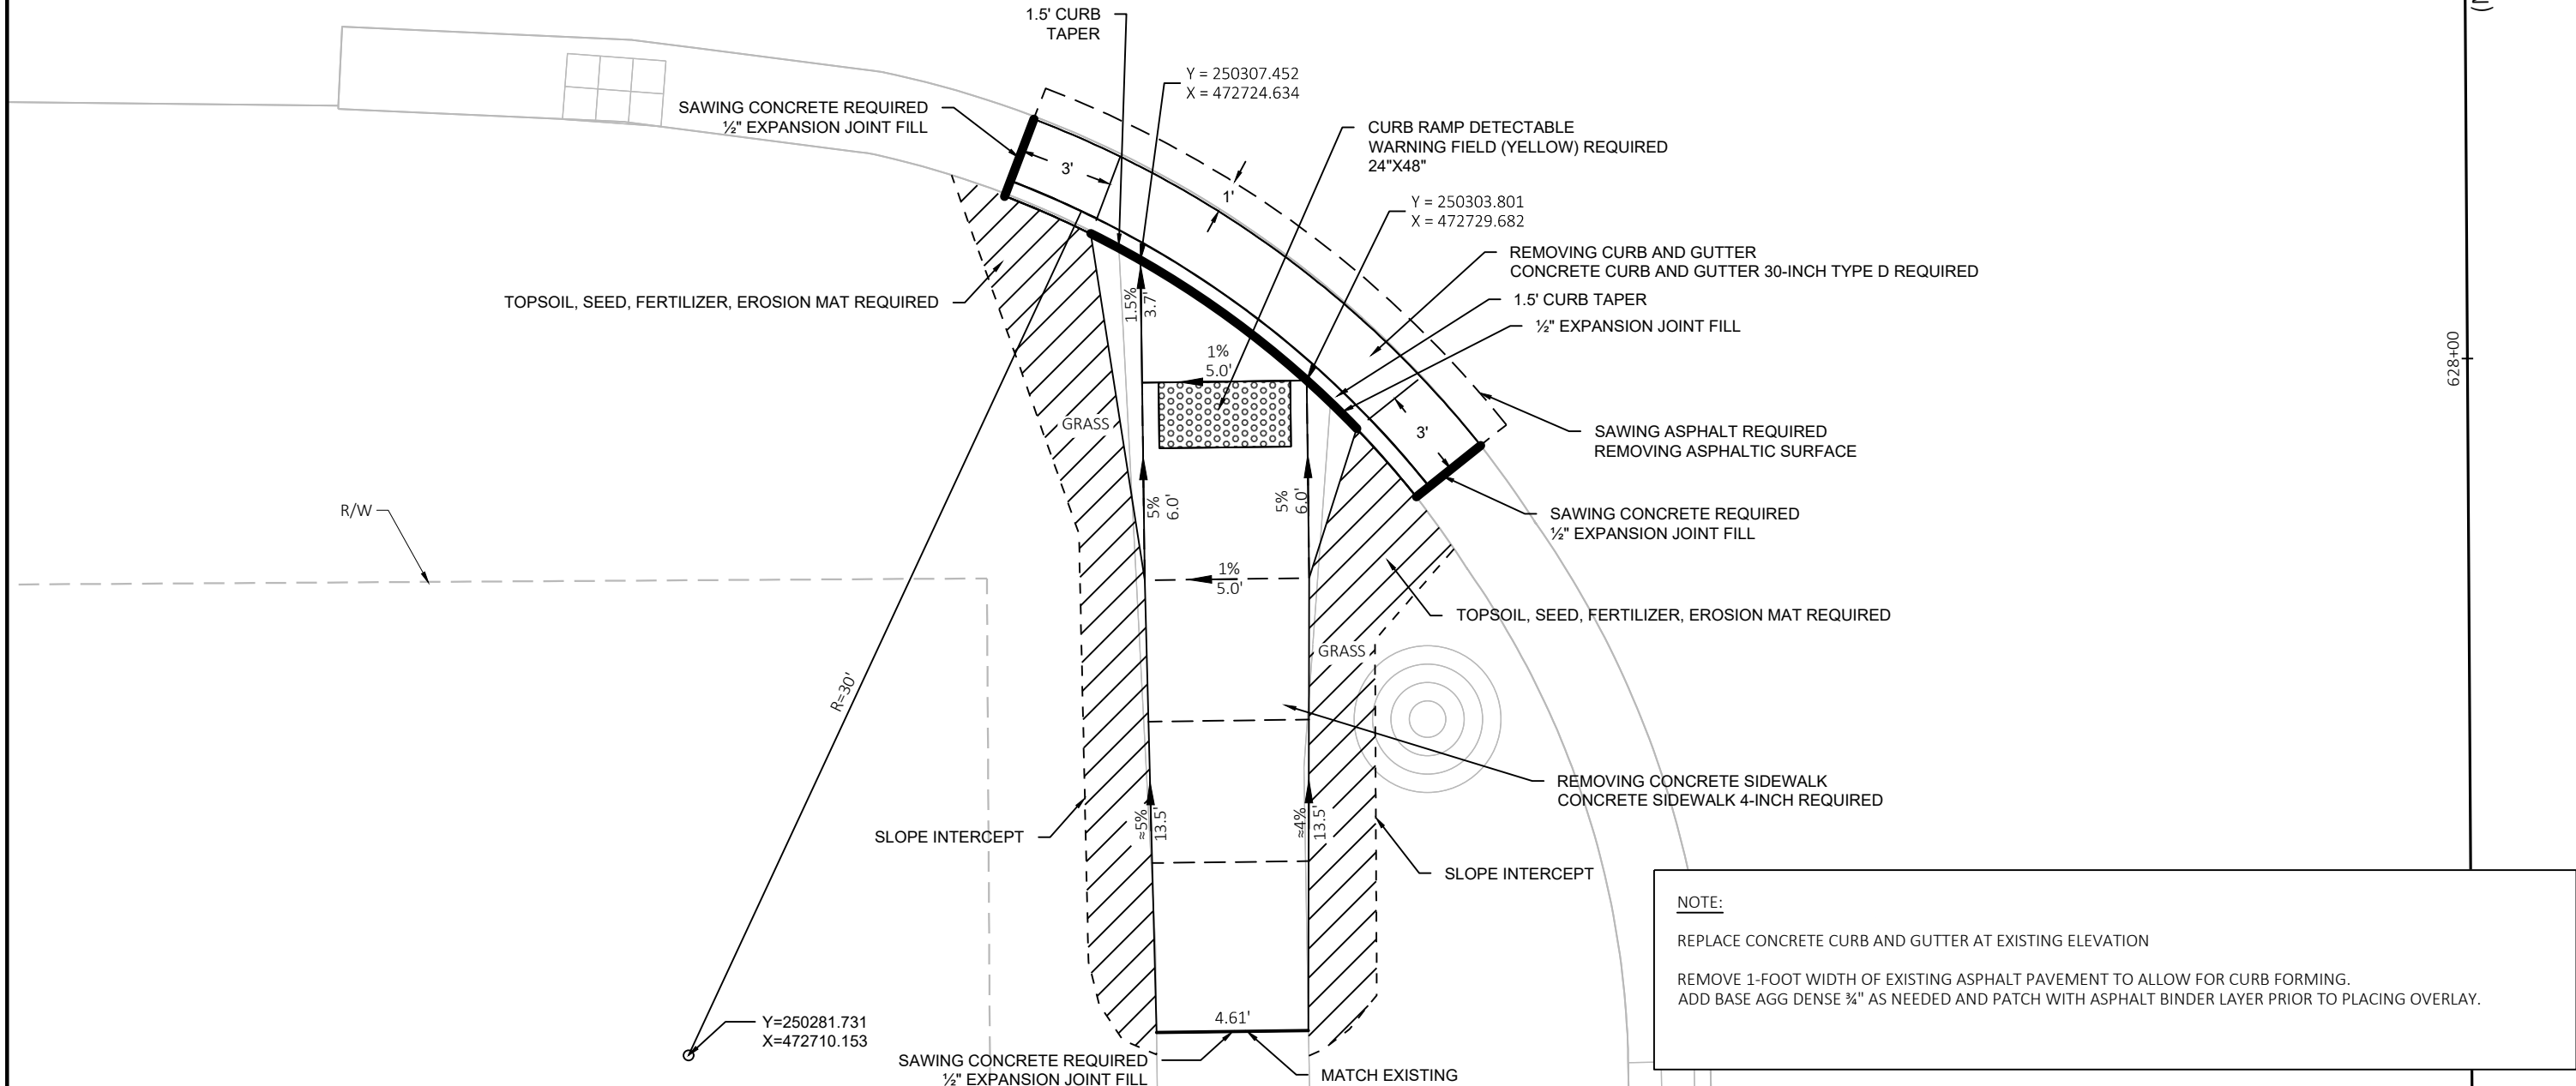 1.5' CURB
TAPER
Y = 250307.452
X = 472724.634
SAWING CONCRETE REQUIRED
½" EXPANSION JOINT FILL
CURB RAMP DETECTABLE
WARNING FIELD (YELLOW) REQUIRED
24"X48"
3'
1'
Y = 250303.801
X = 472729.682
REMOVING CURB AND GUTTER
CONCRETE CURB AND GUTTER 30-INCH TYPE D REQUIRED
1.5' CURB TAPER
½" EXPANSION JOINT FILL
TOPSOIL, SEED, FERTILIZER, EROSION MAT REQUIRED
1.5%
3.7'
1%
5.0'
628+00
GRASS
3'
SAWING ASPHALT REQUIRED
REMOVING ASPHALTIC SURFACE
R/W
5%
6.0'
5%
6.0'
SAWING CONCRETE REQUIRED
½" EXPANSION JOINT FILL
1%
5.0'
TOPSOIL, SEED, FERTILIZER, EROSION MAT REQUIRED
GRASS
R=30'
REMOVING CONCRETE SIDEWALK
CONCRETE SIDEWALK 4-INCH REQUIRED
≈5%
13.5'
≈4%
13.5'
SLOPE INTERCEPT
SLOPE INTERCEPT
NOTE:
REPLACE CONCRETE CURB AND GUTTER AT EXISTING ELEVATION
REMOVE 1-FOOT WIDTH OF EXISTING ASPHALT PAVEMENT TO ALLOW FOR CURB FORMING.
ADD BASE AGG DENSE ¾" AS NEEDED AND PATCH WITH ASPHALT BINDER LAYER PRIOR TO PLACING OVERLAY.
4.61'
Y=250281.731
X=472710.153
SAWING CONCRETE REQUIRED
½" EXPANSION JOINT FILL
MATCH EXISTING